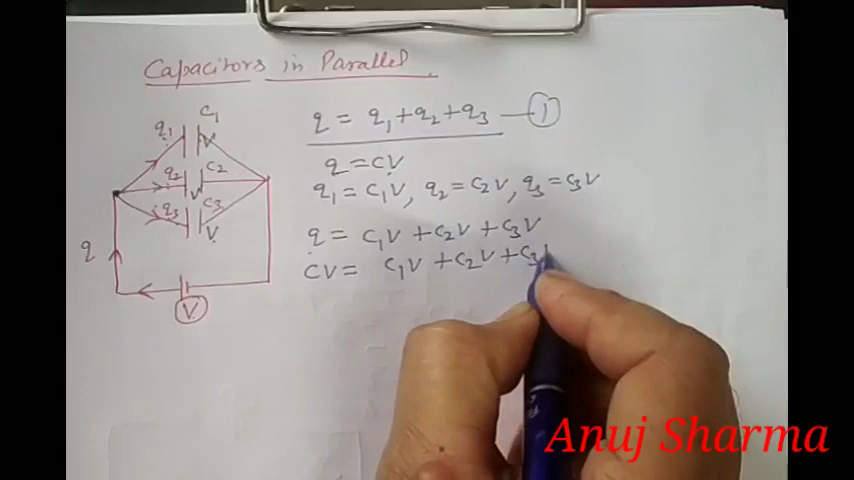 Capacitors in Parallel
q = q₁+q₂+q₃ — ①
q = CV
q₁ = C₁V, q₂ = C₂V, q₃ = C₃V
q = C₁V + C₂V + C₃V
CV = C₁V + C₂V + C₃
q₁ C₁
V
q₂ C₂
V
q₃ C₃
V
q
V
Anuj Sharma